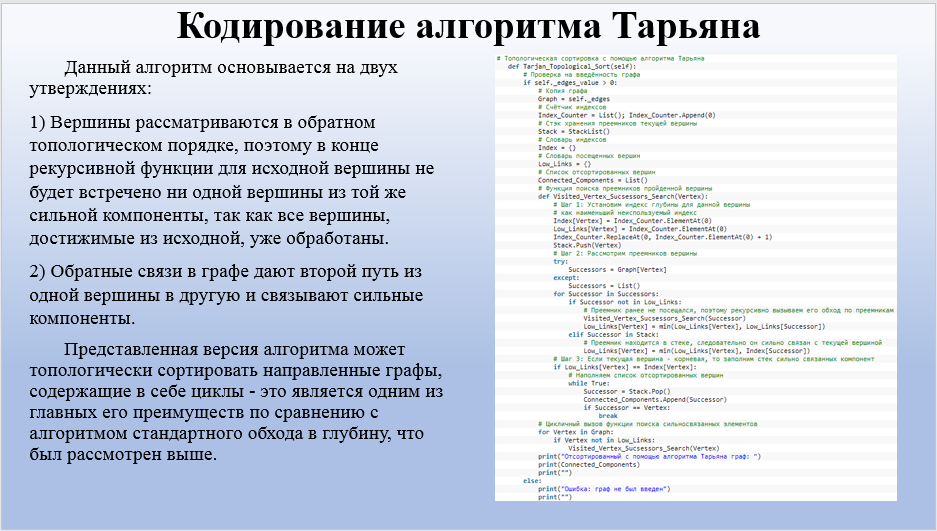 Кодирование алгоритма Тарьяна
Данный алгоритм основывается на двух
утверждениях:
1) Вершины рассматриваются в обратном
топологическом порядке, поэтому в конце
рекурсивной функции для исходной вершины не
будет встречено ни одной вершины из той же
сильной компоненты, так как все вершины,
достижимые из исходной, уже обработаны.
2) Обратные связи в графе дают второй путь из
одной вершины в другую и связывают сильные
компоненты.
Представленная версия алгоритма может
топологически сортировать направленные графы,
содержащие в себе циклы - это является одним из
главных его преимуществ по сравнению с
алгоритмом стандартного обхода в глубину, что
был рассмотрен выше.
# Топологическая сортировка с помощью алгоритма Тарьяна
def Tarjan_Topological_Sort(self):
# Проверка на введённость графа
if self._edges_value > 0:
# Копия графа
Graph = self._edges
# Счётчик индексов
Index_Counter = List(); Index_Counter.Append(0)
# Стэк хранения преемников текущей вершины
Stack = StackList()
# Словарь индексов
Index = {}
# Словарь посещенных вершин
Low_Links = {}
# Список отсортированных вершин
Connected_Components = List()
# Функция поиска преемников пройденной вершины
def Visited_Vertex_Sucsessors_Search(Vertex):
# Шаг 1: Установим индекс глубины для данной вершины
# как наименьший неиспользуемый индекс
Index[Vertex] = Index_Counter.ElementAt(0)
Low_Links[Vertex] = Index_Counter.ElementAt(0)
Index_Counter.ReplaceAt(0, Index_Counter.ElementAt(0) + 1)
Stack.Push(Vertex)
# Шаг 2: Рассмотрим преемников вершины
try:
Successors = Graph[Vertex]
except:
Successors = List()
for Successor in Successors:
if Successor not in Low_Links:
# Преемник ранее не посещался, поэтому рекурсивно вызываем его обход по преемникам
Visited_Vertex_Sucsessors_Search(Successor)
Low_Links[Vertex] = min(Low_Links[Vertex], Low_Links[Successor])
elif Successor in Stack:
# Преемник находится в стеке, следовательно он сильно связан с текущей вершиной
Low_Links[Vertex] = min(Low_Links[Vertex], Index[Successor])
# Шаг 3: Если текущая вершина - корневая, то заполним стек сильно связанных компонент
if Low_Links[Vertex] == Index[Vertex]:
# Наполняем список отсортированных вершин
while True:
Successor = Stack.Pop()
Connected_Components.Append(Successor)
if Successor == Vertex:
break
# Цикличный вызов функции поиска сильносвязанных элементов
for Vertex in Graph:
if Vertex not in Low_Links:
Visited_Vertex_Sucsessors_Search(Vertex)
print("Отсортированный с помощью алгоритма Тарьяна граф: ")
print(Connected_Components)
print("")
else:
print("Ошибка: граф не был введен")
print("")